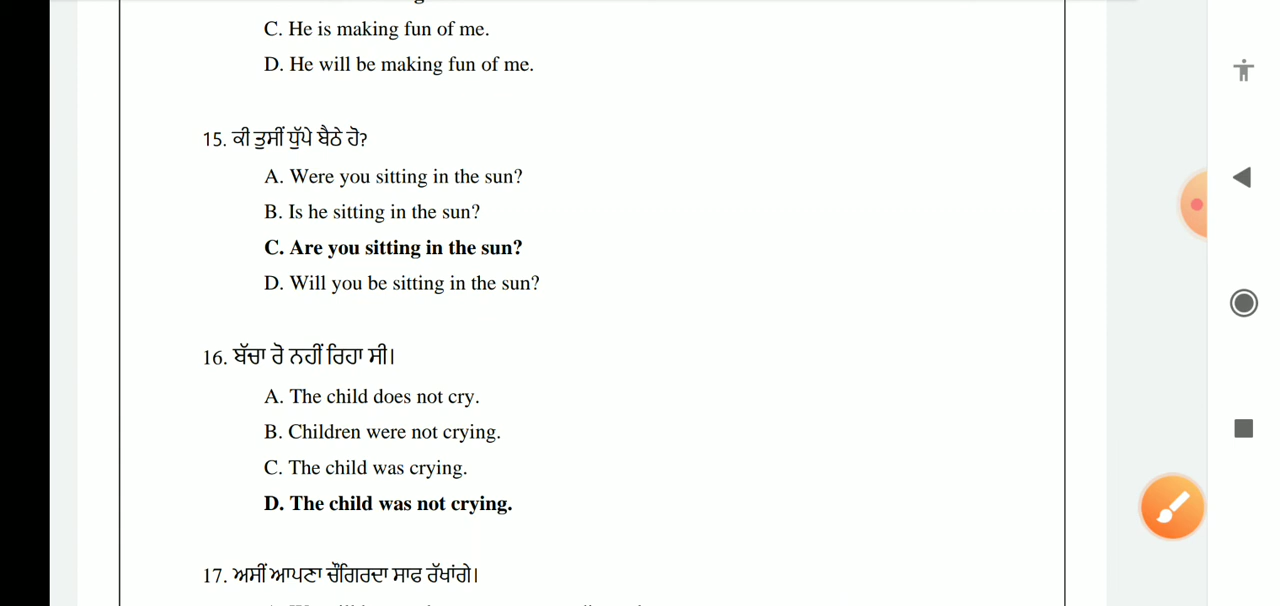 C. He is making fun of me.
D. He will be making fun of me.
15. ਕੀ ਤੁਸੀਂ ਧੁੱਪੇ ਬੈਠੇ ਹੋ?
A. Were you sitting in the sun?
B. Is he sitting in the sun?
C. Are you sitting in the sun?
D. Will you be sitting in the sun?
16. ਬੱਚਾ ਰੋ ਨਹੀਂ ਰਿਹਾ ਸੀ।
A. The child does not cry.
B. Children were not crying.
C. The child was crying.
D. The child was not crying.
17. ਅਸੀਂ ਆਪਣਾ ਚੌਗਿਰਦਾ ਸਾਫ ਰੱਖਾਂਗੇ।